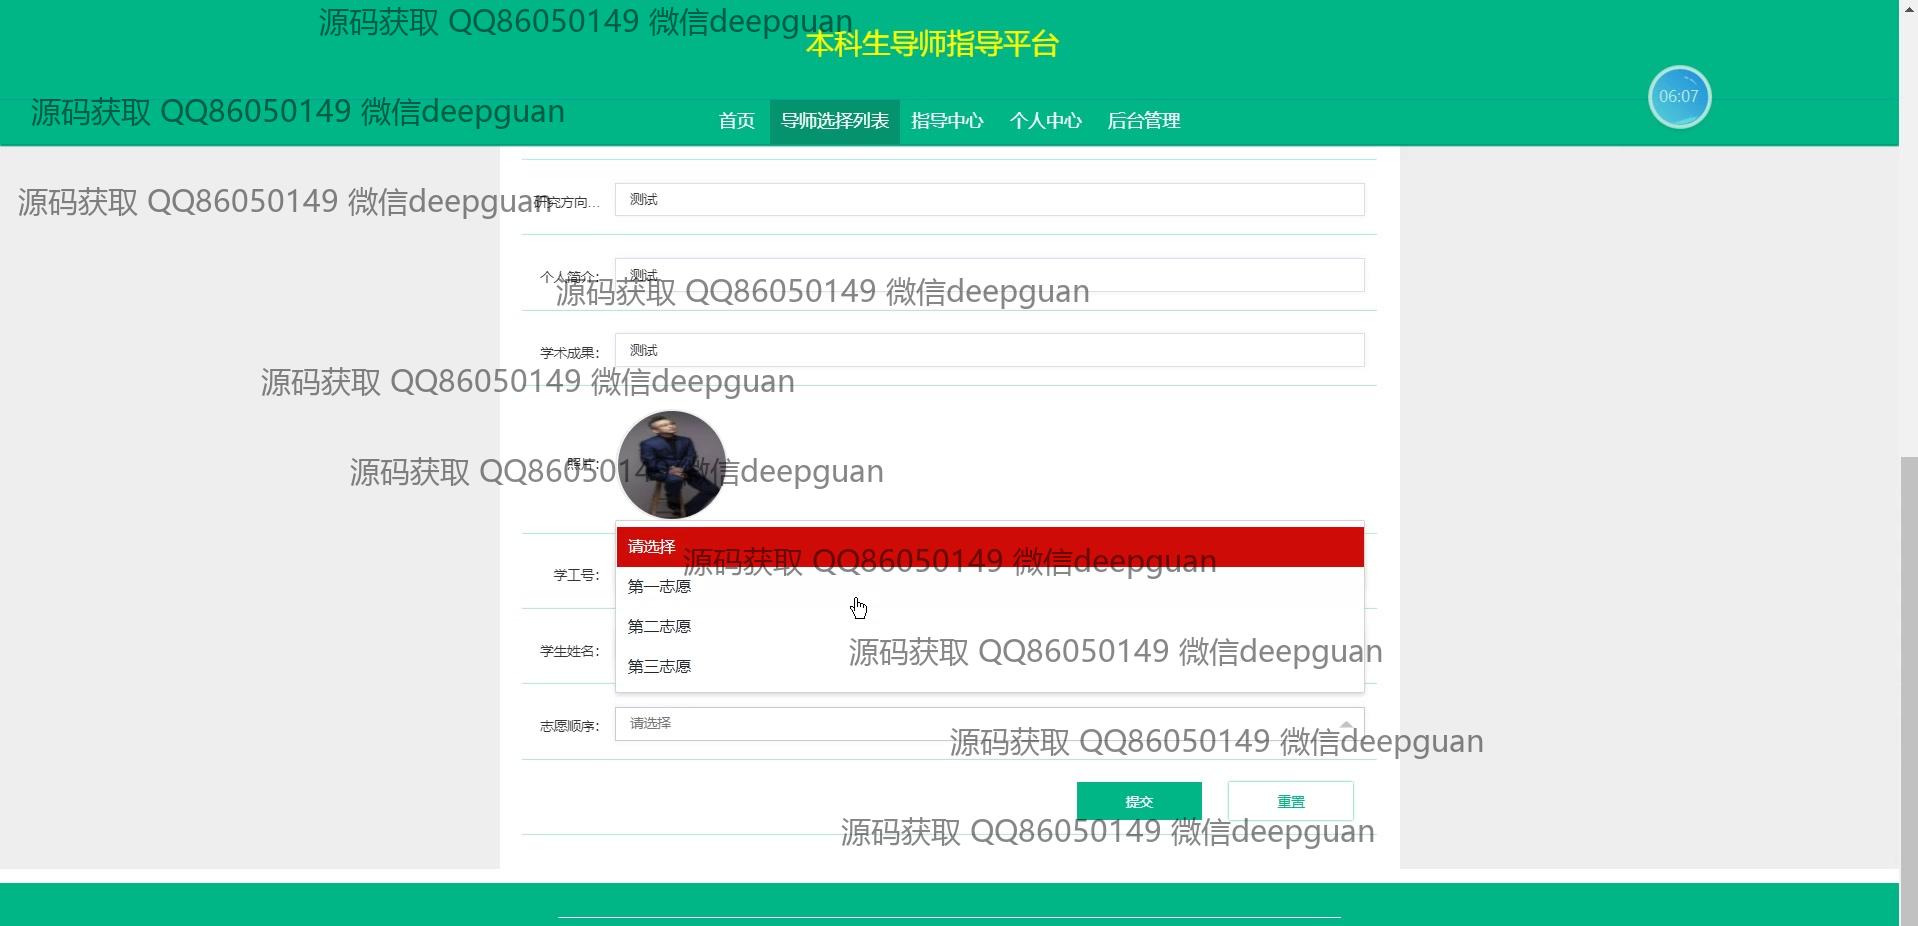 源码获取 QQ86050149 微信deepguan
本科生导师指导平台
06:07
源码获取 QQ86050149 微信deepguan
首页 导师选择列表 指导中心 个人中心 后台管理
源码获取 QQ86050149 微信deepguan
研究方向... 测试
个人简介: 测试
源码获取 QQ86050149 微信deepguan
学术成果: 测试
源码获取 QQ86050149 微信deepguan
照片:
源码获取 QQ86050149 微信deepguan
请选择
源码获取 QQ86050149 微信deepguan
学工号:
第一志愿
第二志愿
学生姓名:
源码获取 QQ86050149 微信deepguan
第三志愿
志愿顺序: 请选择
源码获取 QQ86050149 微信deepguan
提交 重置
源码获取 QQ86050149 微信deepguan